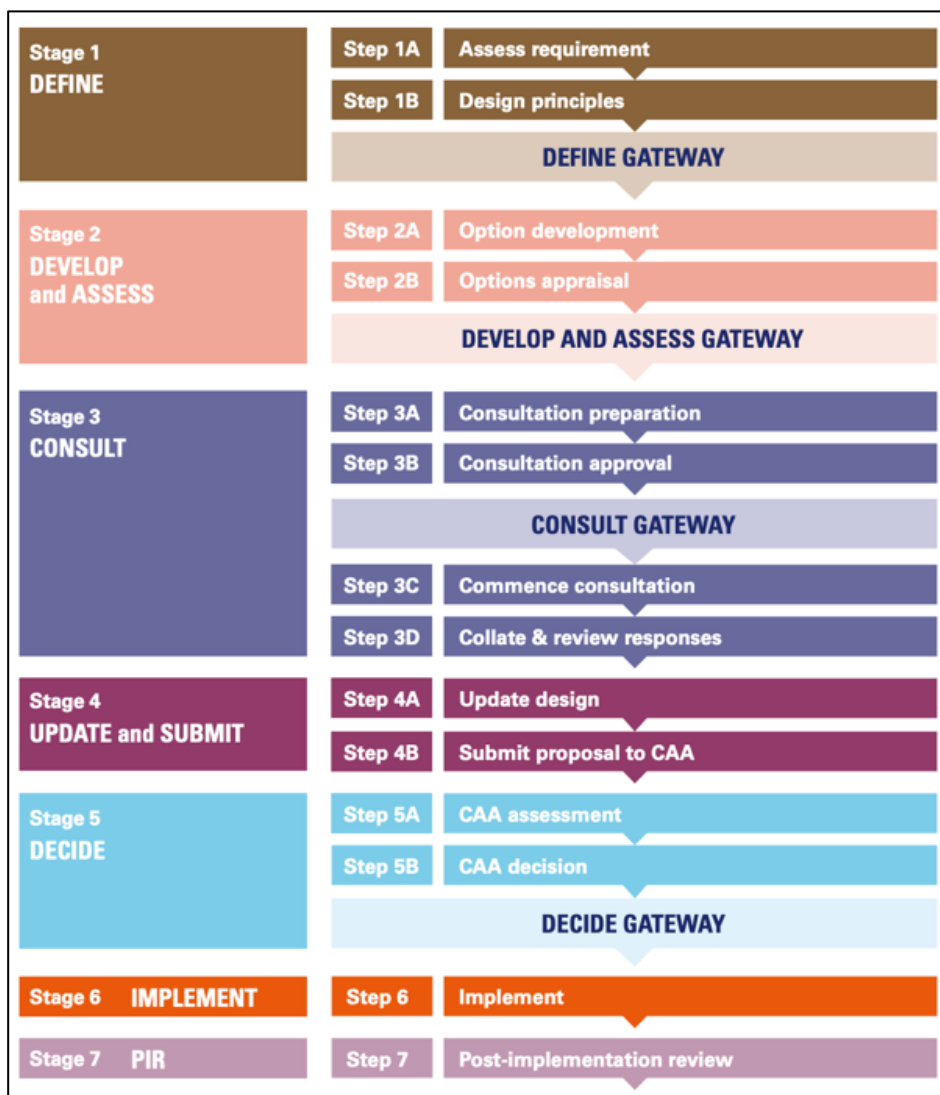 Stage 1
DEFINE
Step 1A Assess requirement
Step 1B Design principles
DEFINE GATEWAY
Stage 2
DEVELOP
and ASSESS
Step 2A Option development
Step 2B Options appraisal
DEVELOP AND ASSESS GATEWAY
Stage 3
CONSULT
Step 3A Consultation preparation
Step 3B Consultation approval
CONSULT GATEWAY
Step 3C Commence consultation
Step 3D Collate & review responses
Stage 4
UPDATE and SUBMIT
Step 4A Update design
Step 4B Submit proposal to CAA
Stage 5
DECIDE
Step 5A CAA assessment
Step 5B CAA decision
DECIDE GATEWAY
Stage 6 IMPLEMENT
Step 6 Implement
Stage 7 PIR
Step 7 Post-implementation review